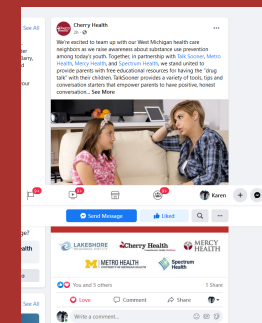 See All
Cherry Health
2h
We're excited to team up with our West Michigan health care
neighbors as we raise awareness about substance use prevention
among today's youth. Together, in partnership with Talk Sooner, Metro
Health, Mercy Health, and Spectrum Health, we stand united to
provide parents with free educational resources for having the "drug
talk" with their children. TalkSooner provides a variety of tools, tips and
conversation starters that empower parents to have positive, honest
conversation... See More
Karen
Send Message
Liked
ge?
LAKESHORE
Cherry Health
MERCY
HEALTH
METRO HEALTH
UNIVERSITY OF MICHIGAN HEALTH
Spectrum
Health
You and 5 others
1 Share
Love
Comment
Share
See All
Write a comment...